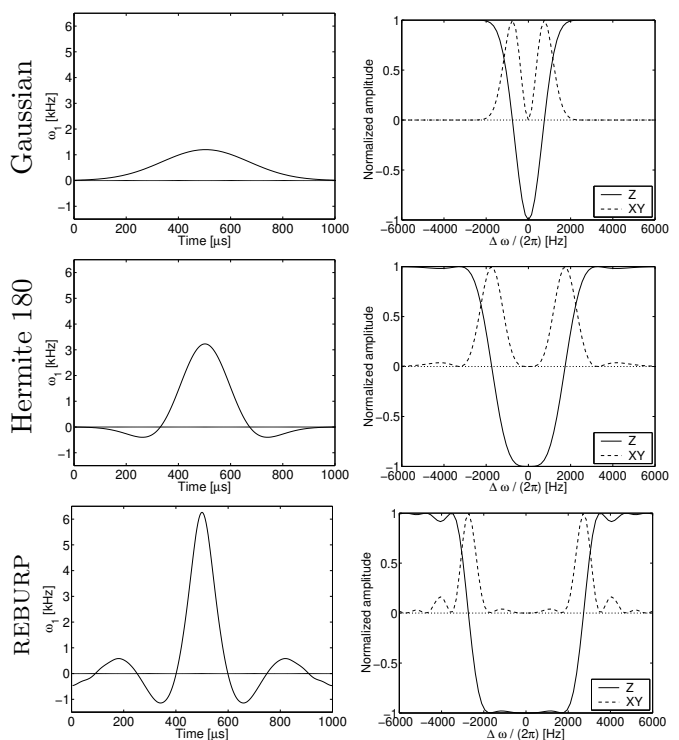 Gaussian
6
5
4
3
2
1
0
−1
ω1 [kHz]
0 200 400 600 800 1000
Time [µs]
1
0.5
0
−0.5
−1
Normalized amplitude
−6000 −4000 −2000 0 2000 4000 6000
Δ ω / (2π) [Hz]
Z
XY
Hermite 180
6
5
4
3
2
1
0
−1
ω1 [kHz]
0 200 400 600 800 1000
Time [µs]
1
0.5
0
−0.5
−1
Normalized amplitude
−6000 −4000 −2000 0 2000 4000 6000
Δ ω / (2π) [Hz]
Z
XY
REBURP
6
5
4
3
2
1
0
−1
ω1 [kHz]
0 200 400 600 800 1000
Time [µs]
1
0.5
0
−0.5
−1
Normalized amplitude
−6000 −4000 −2000 0 2000 4000 6000
Δ ω / (2π) [Hz]
Z
XY